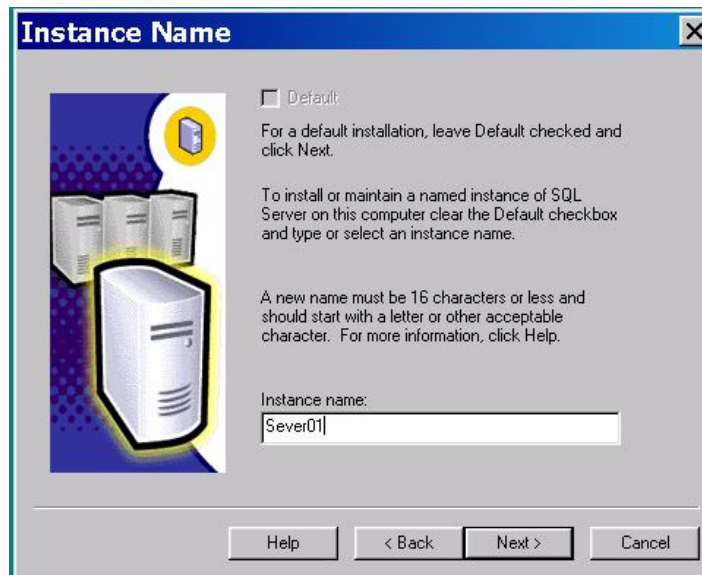 Instance Name
Default
For a default installation, leave Default checked and
click Next.
To install or maintain a named instance of SQL
Server on this computer clear the Default checkbox
and type or select an instance name.
A new name must be 16 characters or less and
should start with a letter or other acceptable
character. For more information, click Help.
Instance name:
Sever01
Help
< Back
Next >
Cancel